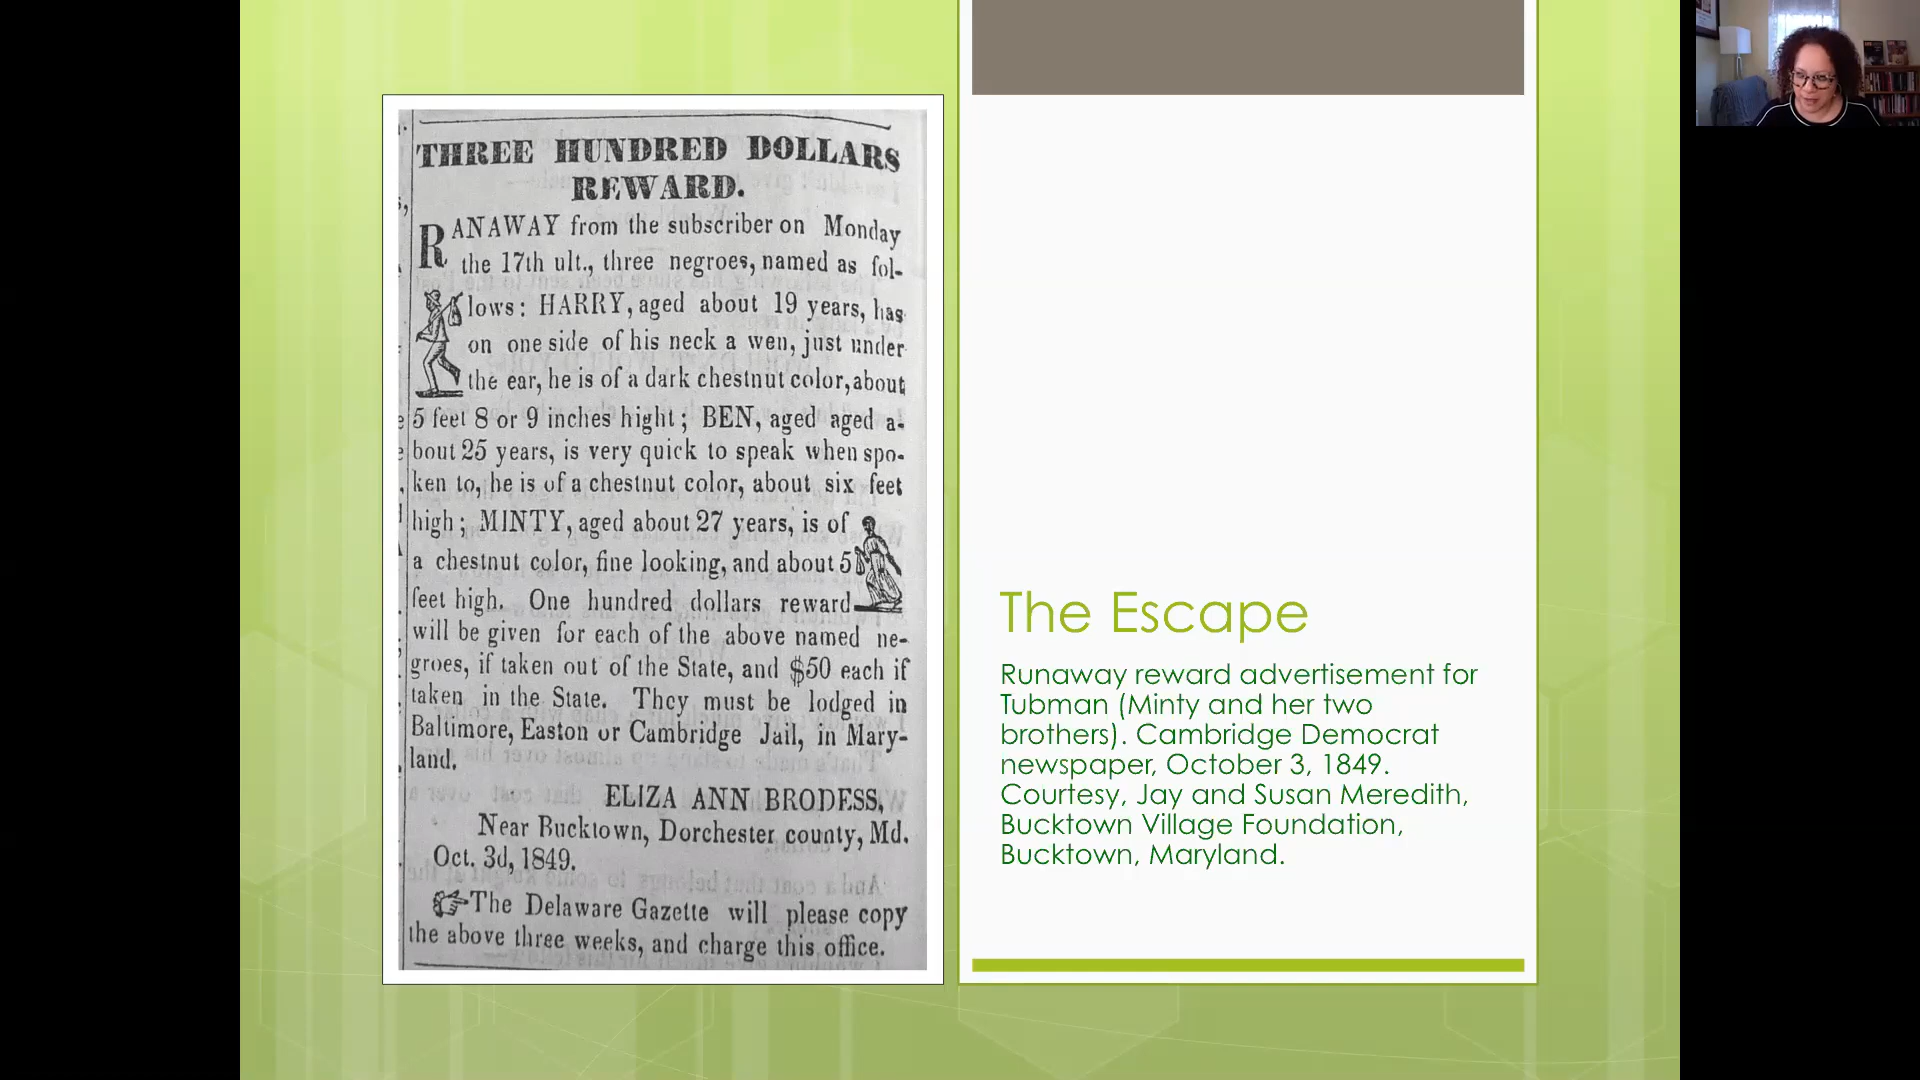 THREE HUNDRED DOLLARS
REWARD.
RANAWAY from the subscriber on Monday
the 17th ult., three negroes, named as fol-
lows: HARRY, aged about 19 years, has
on one side of his neck a wen, just under
the ear, he is of a dark chestnut color, about
5 feet 8 or 9 inches hight; BEN, aged aged a-
bout 25 years, is very quick to speak when spo-
ken to, he is of a chestnut color, about six feet
high; MINTY, aged about 27 years, is of
a chestnut color, fine looking, and about 5
feet high. One hundred dollars reward
will be given for each of the above named ne-
groes, if taken out of the State, and $50 each if
taken in the State. They must be lodged in
Baltimore, Easton or Cambridge Jail, in Mary-
land.
ELIZA ANN BRODESS,
Near Bucktown, Dorchester county, Md.
Oct. 3d, 1849.
☞The Delaware Gazette will please copy
the above three weeks, and charge this office.
The Escape
Runaway reward advertisement for
Tubman (Minty and her two
brothers). Cambridge Democrat
newspaper, October 3, 1849.
Courtesy, Jay and Susan Meredith,
Bucktown Village Foundation,
Bucktown, Maryland.